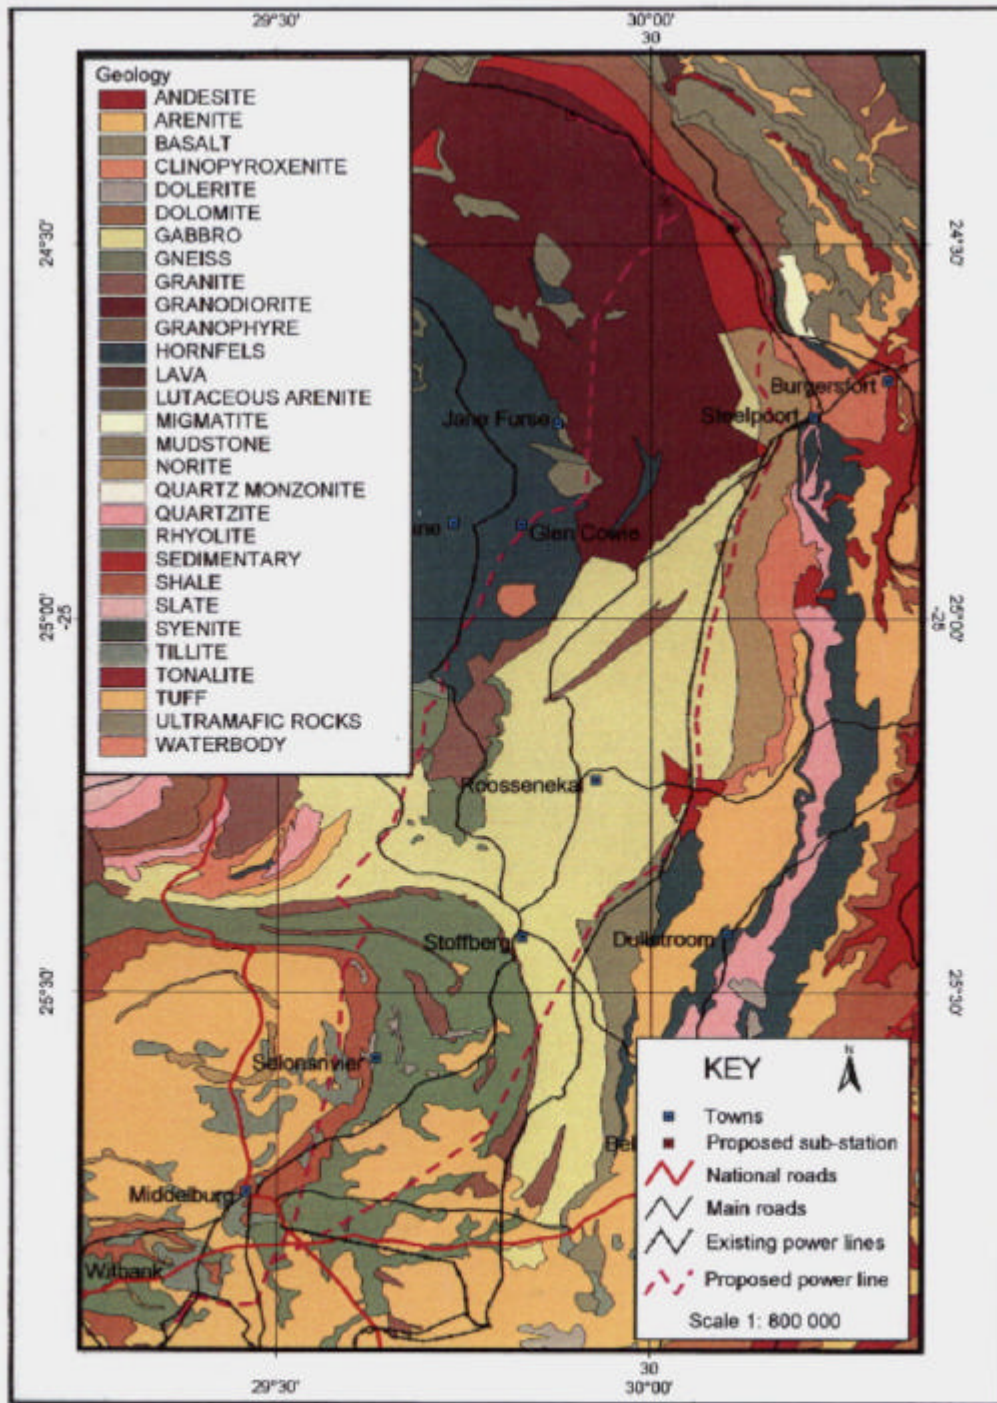 29°30'
30°00'
30
Geology
ANDESITE
ARENITE
BASALT
CLINOPYROXENITE
DOLERITE
DOLOMITE
GABBRO
GNEISS
GRANITE
GRANODIORITE
GRANOPHYRE
HORNFELS
LAVA
LUTACEOUS ARENITE
MIGMATITE
MUDSTONE
NORITE
QUARTZ MONZONITE
QUARTZITE
RHYOLITE
SEDIMENTARY
SHALE
SLATE
SYENITE
TILLITE
TONALITE
TUFF
ULTRAMAFIC ROCKS
WATERBODY
24°30'
24°30'
Burgersfort
Steelpoort
Jane Furse
ane
Glen Cowie
25°00'
-25
25°00'
-25
Roossenekal
Stoffberg
Dullstroom
25°30'
25°30'
Selonsrivier
Middelburg
Witbank
Bel
KEY
N
Towns
Proposed sub-station
National roads
Main roads
Existing power lines
Proposed power line
Scale 1: 800 000
29°30'
30
30°00'